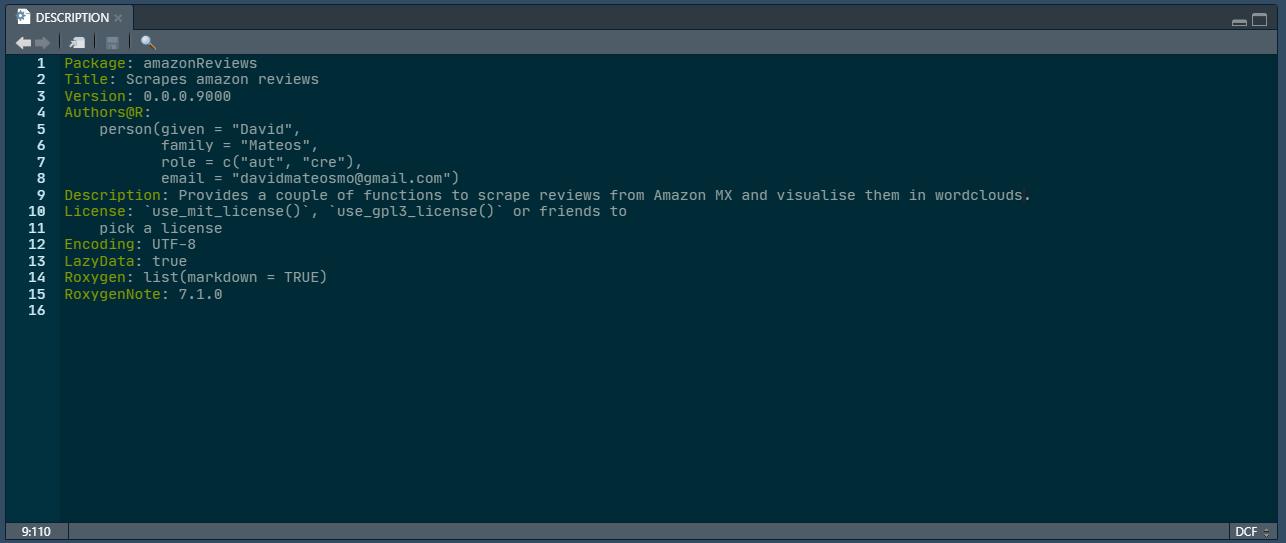 DESCRIPTION
1 Package: amazonReviews
2 Title: Scrapes amazon reviews
3 Version: 0.0.0.9000
4 Authors@R:
5     person(given = "David",
6            family = "Mateos",
7            role = c("aut", "cre"),
8            email = "davidmateosmo@gmail.com")
9 Description: Provides a couple of functions to scrape reviews from Amazon MX and visualise them in wordclouds.
10 License: `use_mit_license()`, `use_gpl3_license()` or friends to
11     pick a license
12 Encoding: UTF-8
13 LazyData: true
14 Roxygen: list(markdown = TRUE)
15 RoxygenNote: 7.1.0
16
9:110 DCF